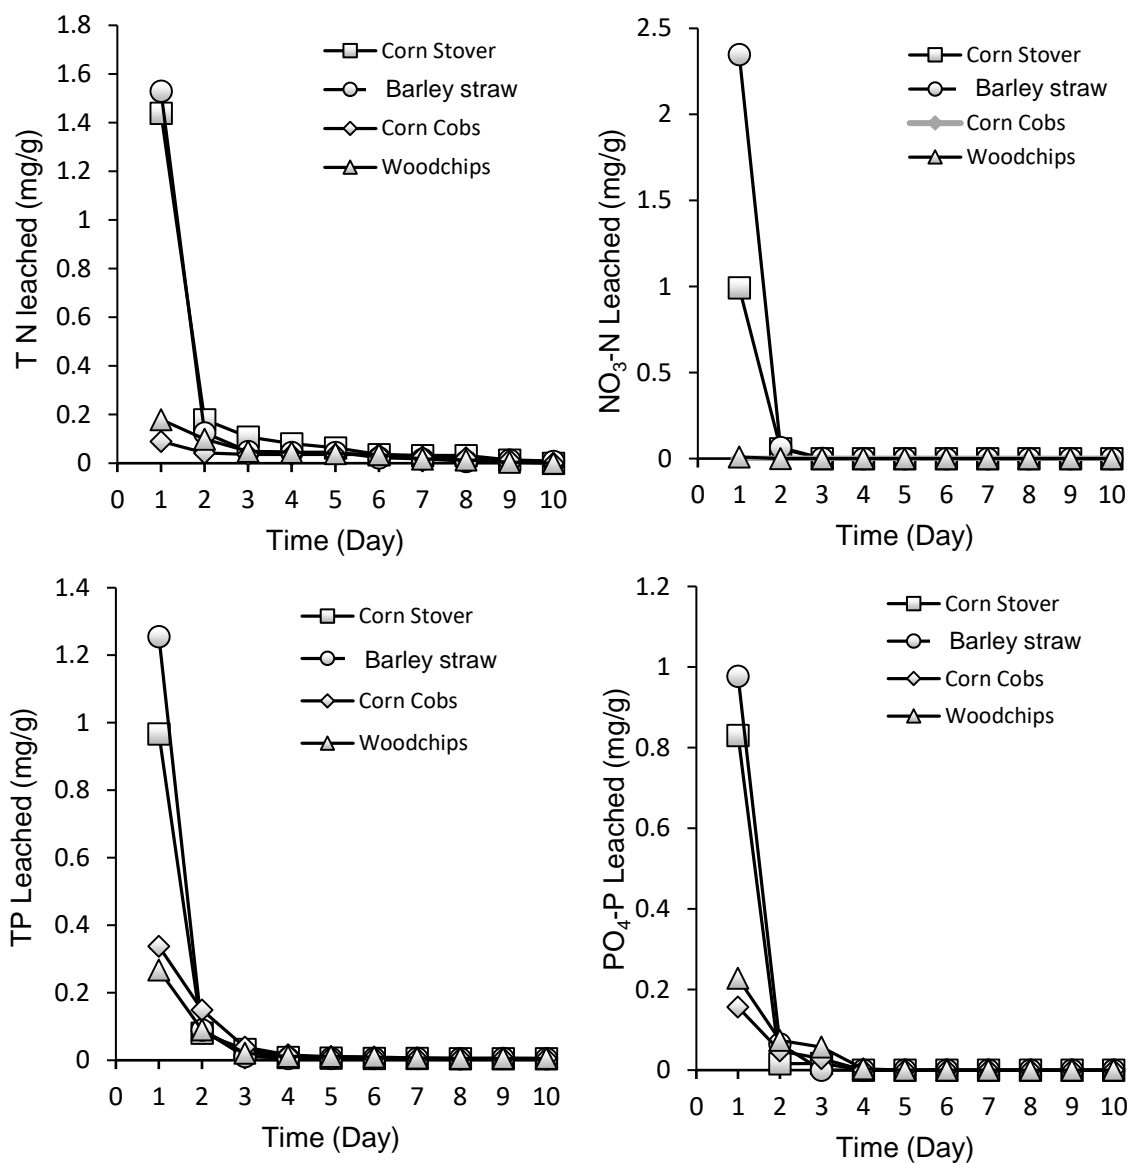 1.8
1.6
1.4
1.2
1
0.8
0.6
0.4
0.2
0
T N leached (mg/g)
Corn Stover
Barley straw
Corn Cobs
Woodchips
0 1 2 3 4 5 6 7 8 9 10
Time (Day)
2.5
2
1.5
1
0.5
0
NO₃-N Leached (mg/g)
Corn Stover
Barley straw
Corn Cobs
Woodchips
0 1 2 3 4 5 6 7 8 9 10
Time (Day)
1.4
1.2
1
0.8
0.6
0.4
0.2
0
TP Leached (mg/g)
Corn Stover
Barley straw
Corn Cobs
Woodchips
0 1 2 3 4 5 6 7 8 9 10
Time (Day)
1.2
1
0.8
0.6
0.4
0.2
0
PO₄-P Leached (mg/g)
Corn Stover
Barley straw
Corn Cobs
Woodchips
0 1 2 3 4 5 6 7 8 9 10
Time (Day)